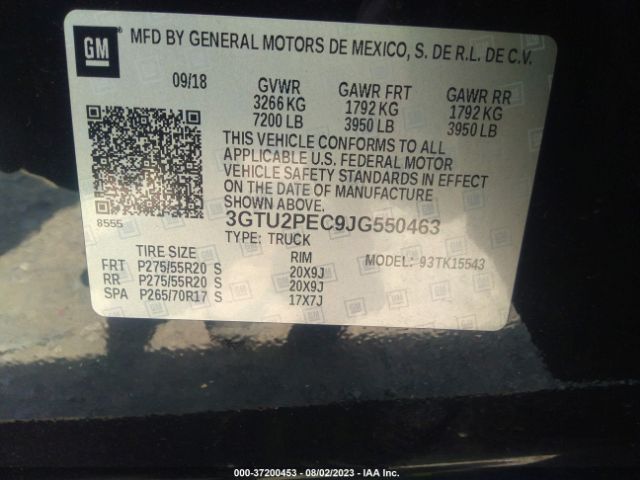 GM
MFD BY GENERAL MOTORS DE MEXICO, S. DE R.L. DE C.V.
09/18 GVWR GAWR FRT GAWR RR
3266 KG 1792 KG 1792 KG
7200 LB 3950 LB 3950 LB
THIS VEHICLE CONFORMS TO ALL
APPLICABLE U.S. FEDERAL MOTOR
VEHICLE SAFETY STANDARDS IN EFFECT
ON THE DATE OF MANUFACTURE
SHOWN ABOVE.
8555 3GTU2PEC9JG550463
TYPE: TRUCK
TIRE SIZE RIM MODEL: 93TK15543
FRT P275/55R20 S 20X9J
RR P275/55R20 S 20X9J
SPA P265/70R17 S 17X7J
000-37200453 - 08/02/2023 - IAA Inc.